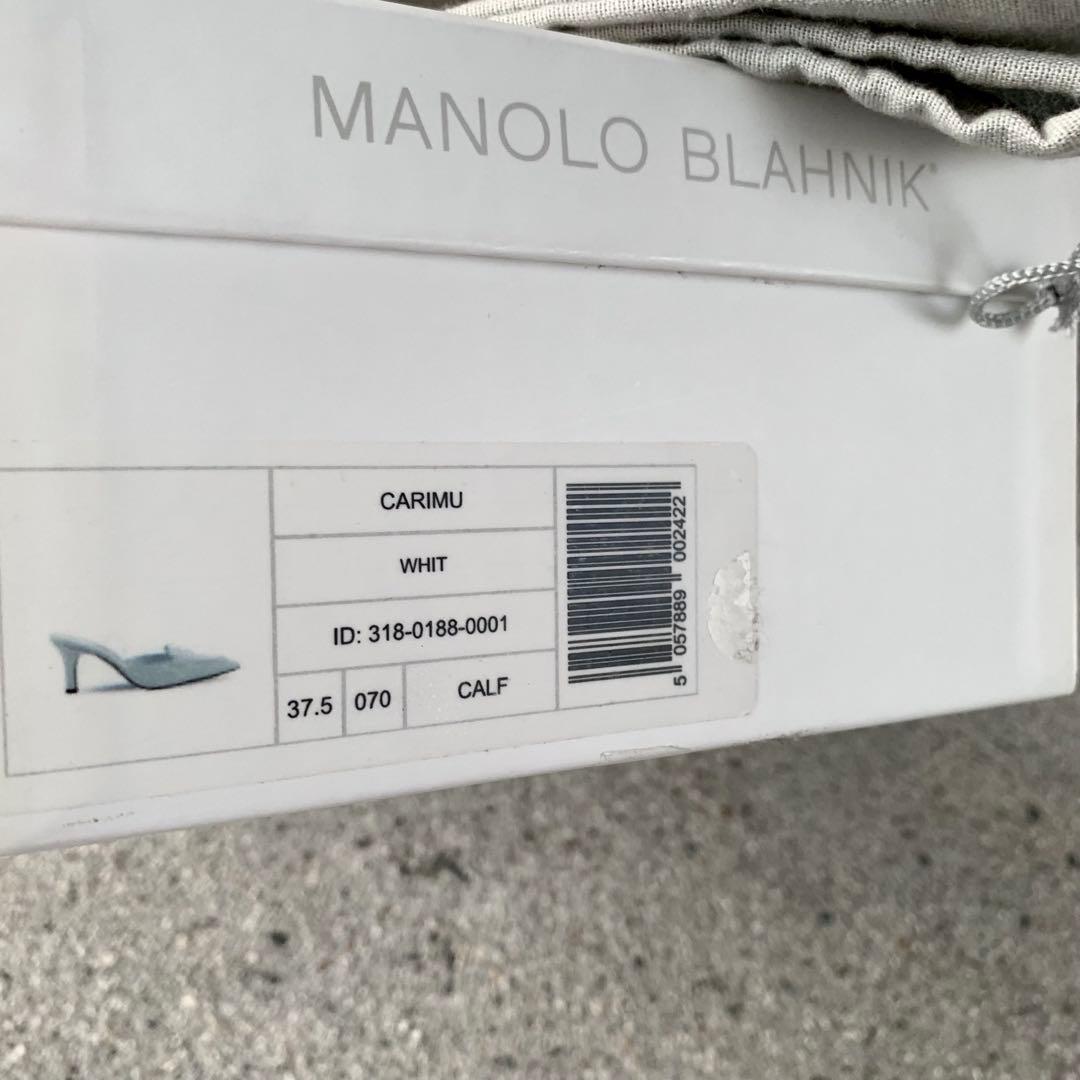 MANOLO BLAHNIK®
CARIMU
WHIT
ID: 318-0188-0001
37.5 070 CALF
5 057889 002422